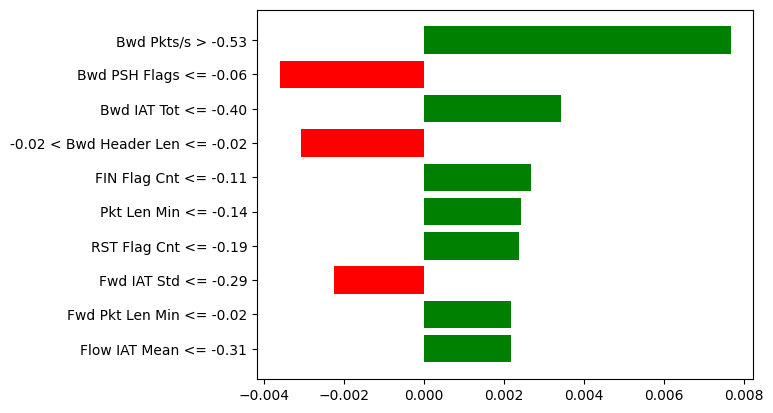 Bwd Pkts/s > -0.53
Bwd PSH Flags <= -0.06
Bwd IAT Tot <= -0.40
-0.02 < Bwd Header Len <= -0.02
FIN Flag Cnt <= -0.11
Pkt Len Min <= -0.14
RST Flag Cnt <= -0.19
Fwd IAT Std <= -0.29
Fwd Pkt Len Min <= -0.02
Flow IAT Mean <= -0.31
−0.004 −0.002 0.000 0.002 0.004 0.006 0.008